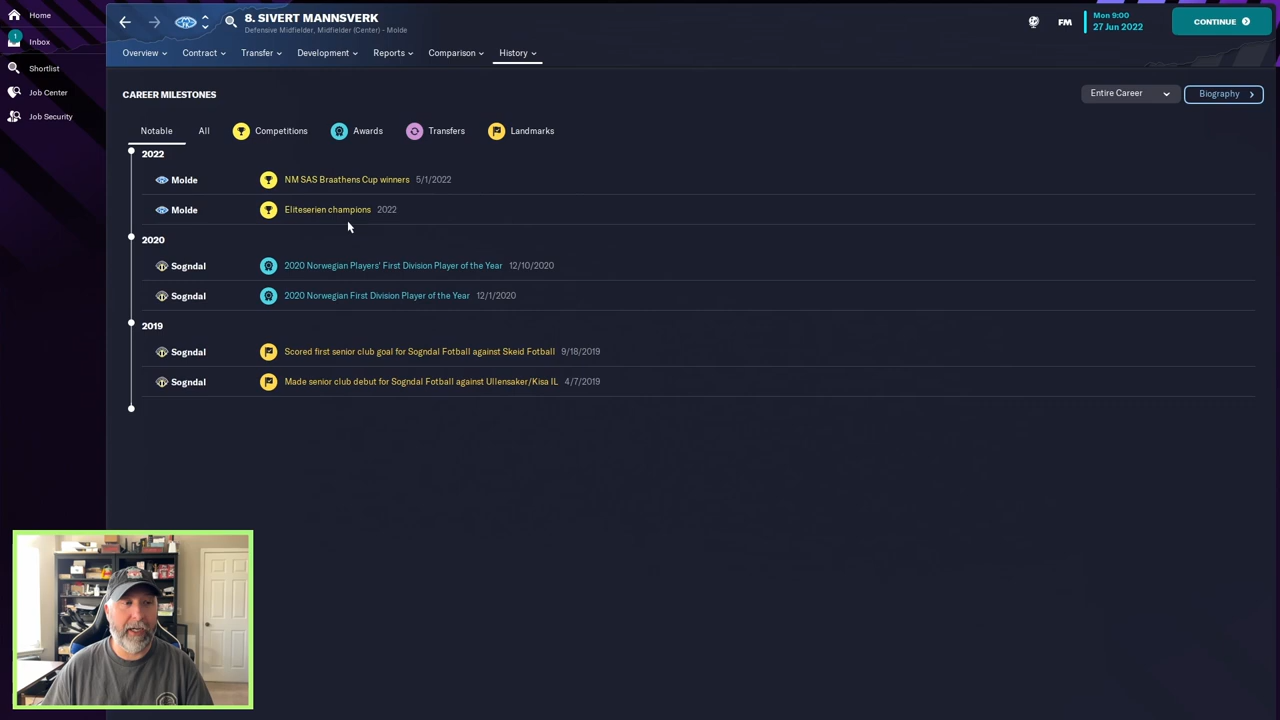 Home
8. SIVERT MANNSVERK
Defensive Midfielder, Midfielder (Center) - Molde
FM
Mon 9:00
27 Jun 2022
CONTINUE
1
Inbox
Shortlist
Job Center
Job Security
Overview
Contract
Transfer
Development
Reports
Comparison
History
CAREER MILESTONES
Entire Career
Biography
Notable
All
Competitions
Awards
Transfers
Landmarks
2022
Molde
NM SAS Braathens Cup winners 5/1/2022
Molde
Eliteserien champions 2022
2020
Sogndal
2020 Norwegian Players' First Division Player of the Year 12/10/2020
Sogndal
2020 Norwegian First Division Player of the Year 12/1/2020
2019
Sogndal
Scored first senior club goal for Sogndal Fotball against Skeid Fotball 9/18/2019
Sogndal
Made senior club debut for Sogndal Fotball against Ullensaker/Kisa IL 4/7/2019